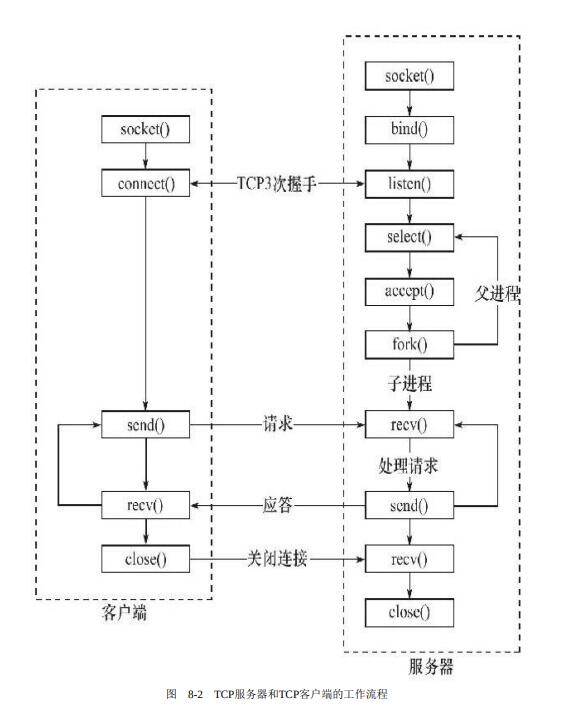 socket()
connect()
send()
recv()
close()
客户端
TCP3次握手
请求
应答
关闭连接
socket()
bind()
listen()
select()
accept()
父进程
fork()
子进程
recv()
处理请求
send()
recv()
close()
服务器
图 8-2 TCP服务器和TCP客户端的工作流程